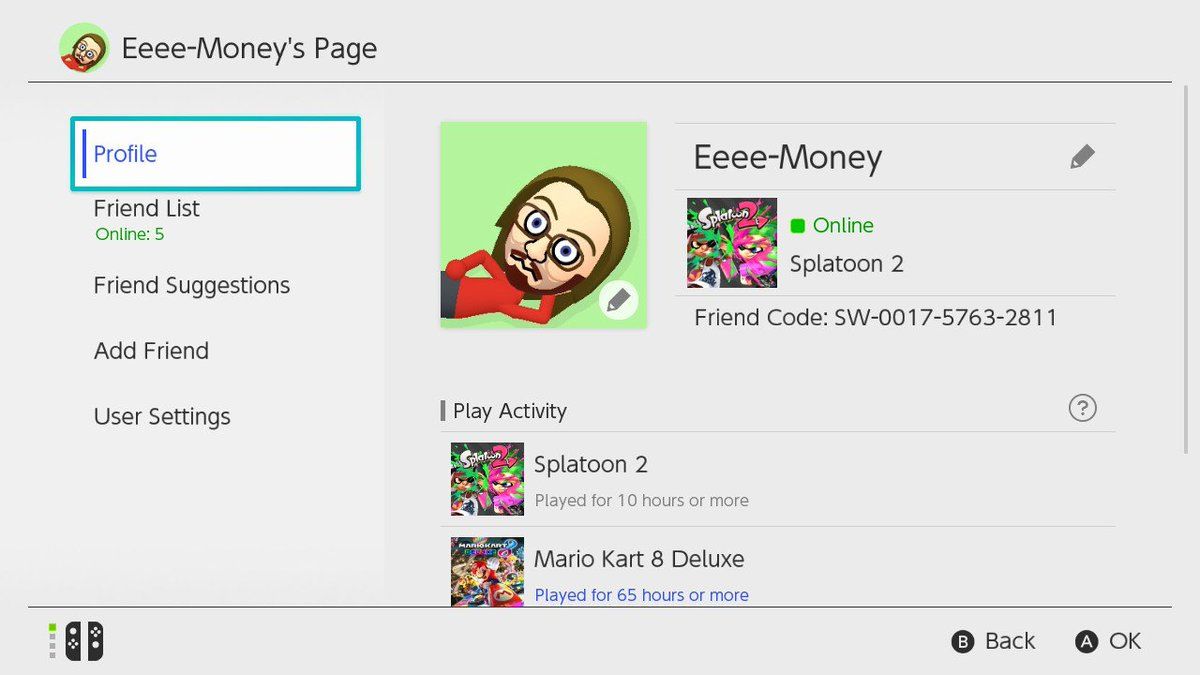 Eeee-Money's Page
Profile
Friend List
Online: 5
Friend Suggestions
Add Friend
User Settings
Eeee-Money
Splatoon 2
Online
Splatoon 2
Friend Code: SW-0017-5763-2811
Play Activity
?
Splatoon 2
Splatoon 2
Played for 10 hours or more
MARIOKART 8
DELUXE
Mario Kart 8 Deluxe
Played for 65 hours or more
B Back
A OK